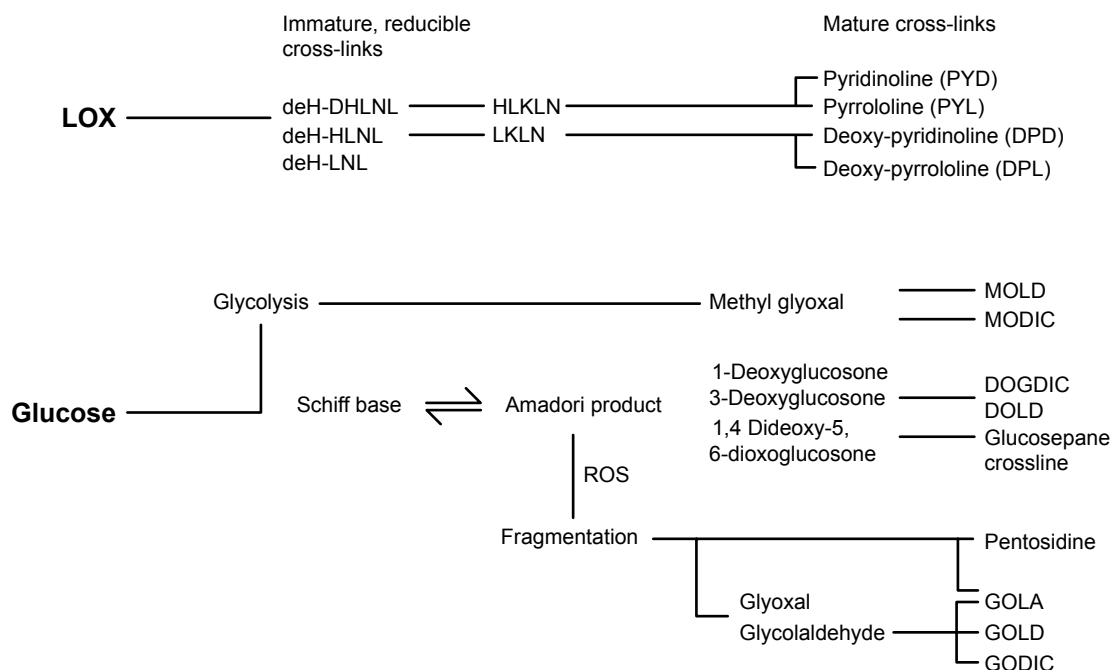 Immature, reducible
cross-links
Mature cross-links
LOX
deH-DHLNL
HLKLN
deH-HLNL
LKLN
deH-LNL
Pyridinoline (PYD)
Pyrrololine (PYL)
Deoxy-pyridinoline (DPD)
Deoxy-pyrrololine (DPL)
Glycolysis
Methyl glyoxal
MOLD
MODIC
Glucose
Schiff base
Amadori product
1-Deoxyglucosone
3-Deoxyglucosone
1,4 Dideoxy-5,
6-dioxoglucosone
DOGDIC
DOLD
Glucosepane
crossline
ROS
Fragmentation
Pentosidine
Glyoxal
Glycolaldehyde
GOLA
GOLD
GODIC